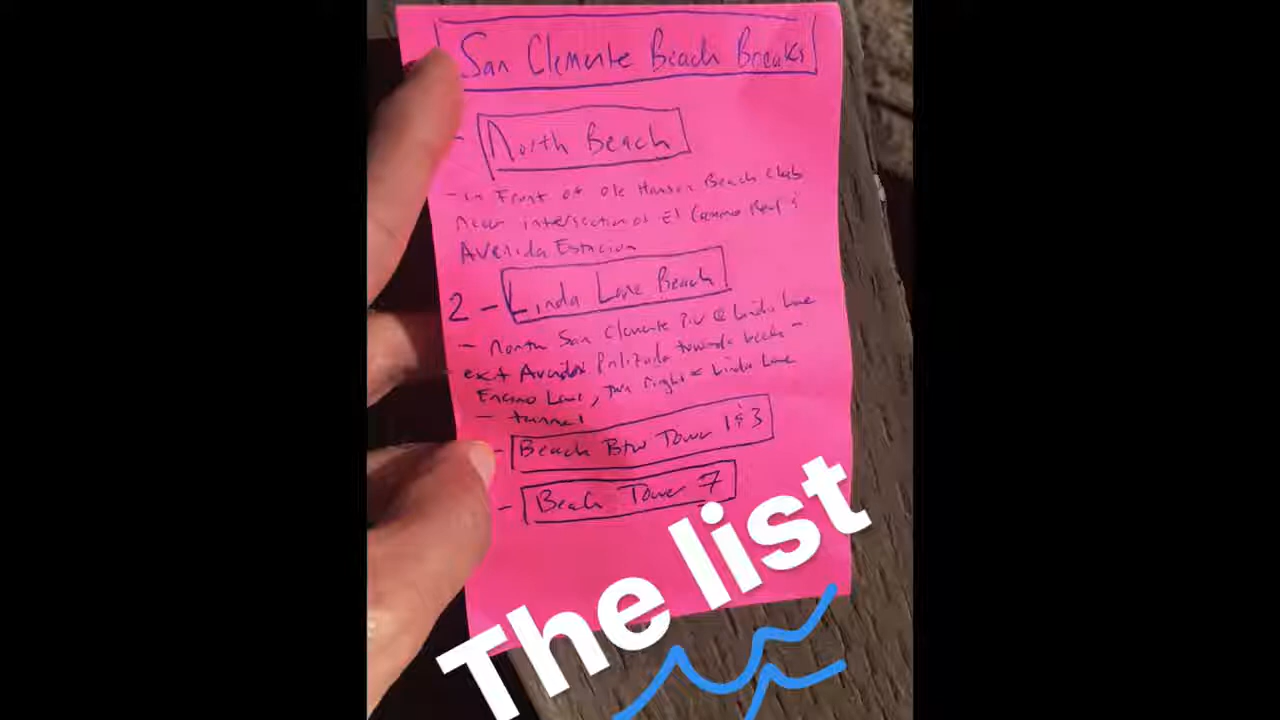 San Clemente Beach Breaks
- North Beach
- in Front of Ole Hanson Beach Club
near intersection of El Camino Real &
Avenida Estacion
2 - Linda Lane Beach
- North San Clemente Pier @ Linda Lane
exit Avenida Palizada towards beach -
Encino Lane, Turn Right Linda Lane
- tunnel
- Beach Btw Tower 1 & 3
- Beach Tower 7
The list